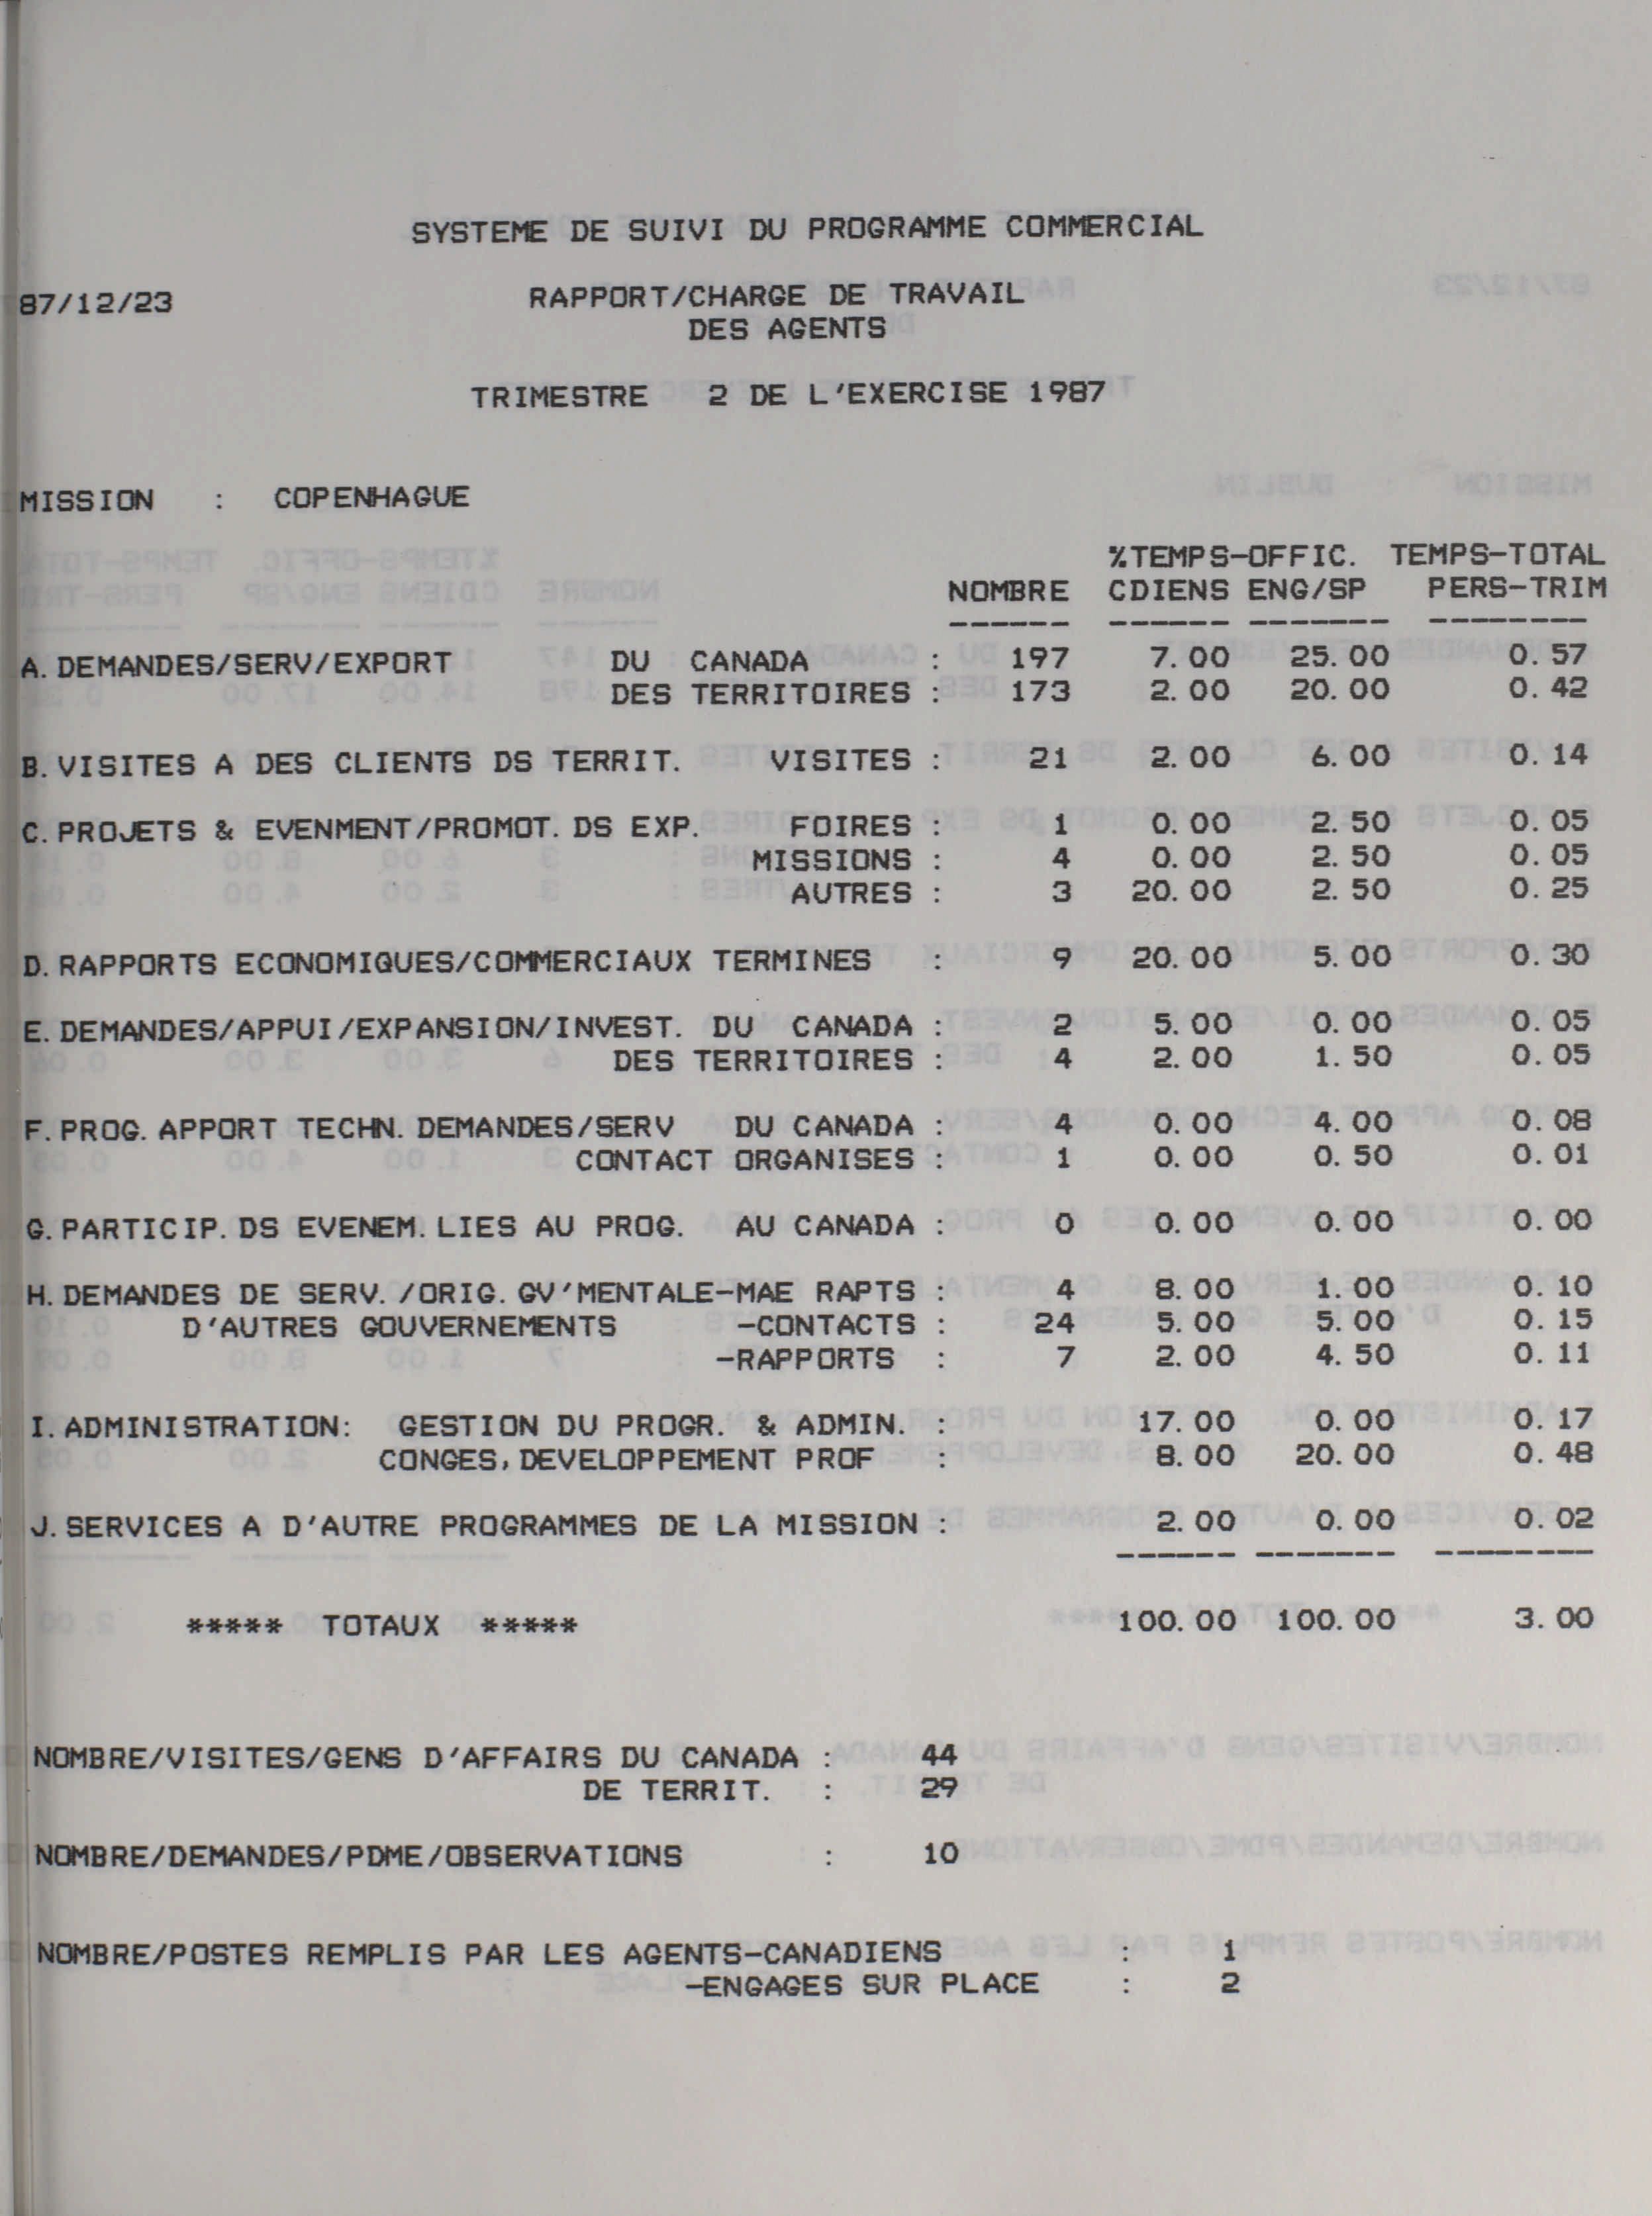 SYSTEME DE SUIVI DU PROGRAMME COMMERCIAL
87/12/23 RAPPORT/CHARGE DE TRAVAIL
DES AGENTS
TRIMESTRE 2 DE L'EXERCISE 1987
MISSION : COPENHAGUE
%TEMPS-OFFIC. TEMPS-TOTAL
NOMBRE CDIENS ENG/SP PERS-TRIM
------ ------ ------- --------
A. DEMANDES/SERV/EXPORT DU CANADA : 197 7.00 25.00 0.57
DES TERRITOIRES : 173 2.00 20.00 0.42
B. VISITES A DES CLIENTS DS TERRIT. VISITES : 21 2.00 6.00 0.14
C. PROJETS & EVENMENT/PROMOT. DS EXP. FOIRES : 1 0.00 2.50 0.05
MISSIONS : 4 0.00 2.50 0.05
AUTRES : 3 20.00 2.50 0.25
D. RAPPORTS ECONOMIQUES/COMMERCIAUX TERMINES : 9 20.00 5.00 0.30
E. DEMANDES/APPUI/EXPANSION/INVEST. DU CANADA : 2 5.00 0.00 0.05
DES TERRITOIRES : 4 2.00 1.50 0.05
F. PROG. APPORT TECHN. DEMANDES/SERV DU CANADA : 4 0.00 4.00 0.08
CONTACT ORGANISES : 1 0.00 0.50 0.01
G. PARTICIP. DS EVENEM. LIES AU PROG. AU CANADA : 0 0.00 0.00 0.00
H. DEMANDES DE SERV. /ORIG. GV'MENTALE-MAE RAPTS : 4 8.00 1.00 0.10
D'AUTRES GOUVERNEMENTS -CONTACTS : 24 5.00 5.00 0.15
-RAPPORTS : 7 2.00 4.50 0.11
I. ADMINISTRATION: GESTION DU PROGR. & ADMIN. : 17.00 0.00 0.17
CONGES, DEVELOPPEMENT PROF : 8.00 20.00 0.48
J. SERVICES A D'AUTRE PROGRAMMES DE LA MISSION : 2.00 0.00 0.02
------ ------- --------
***** TOTAUX ***** 100.00 100.00 3.00
NOMBRE/VISITES/GENS D'AFFAIRS DU CANADA : 44
DE TERRIT. : 29
NOMBRE/DEMANDES/PDME/OBSERVATIONS : 10
NOMBRE/POSTES REMPLIS PAR LES AGENTS-CANADIENS : 1
-ENGAGES SUR PLACE : 2